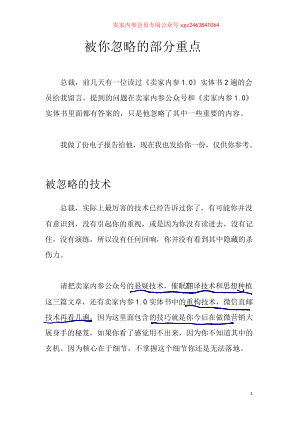 卖家内参会员专阅公众号:xgz2463841064
被你忽略的部分重点
总裁，前几天有一位读过《卖家内参1.0》实体书2遍的会
员给我留言，提到的问题在卖家内参公众号和《卖家内参1.0》
实体书里面都有答案的，只是他忽略了其中一些重要的内容。
我做了份电子报告给他，现在我也发给你一份，仅供你参考。
被忽略的技术
总裁，实际上最厉害的技术已经告诉过你了，有可能你并没
有意识到，没有引起你的重视，或是因为你没有读进去，没有记
住，没有演练，所以没有任何回响，你并不知道其中隐藏的杀
伤力。
请把卖家内参公众号的悬疑技术，催眠翻译技术和思想种植
这三篇文章，还有卖家内参1.0实体书中的重构技术，微信直邮
技术再看几遍，因为这里面包含的技巧就是你今后在做微营销大
展身手的秘笈，如果你看了感觉用不出来，因为你不知道其中的
玄机。因为核心在于细节，不掌握这个细节你是无法落地。
1